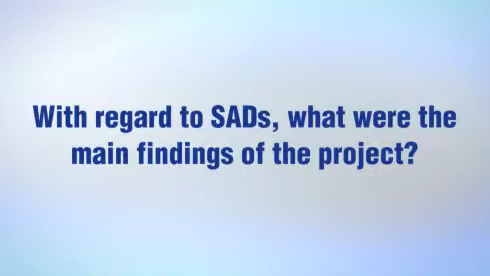 With regard to SADs, what were the
main findings of the project?